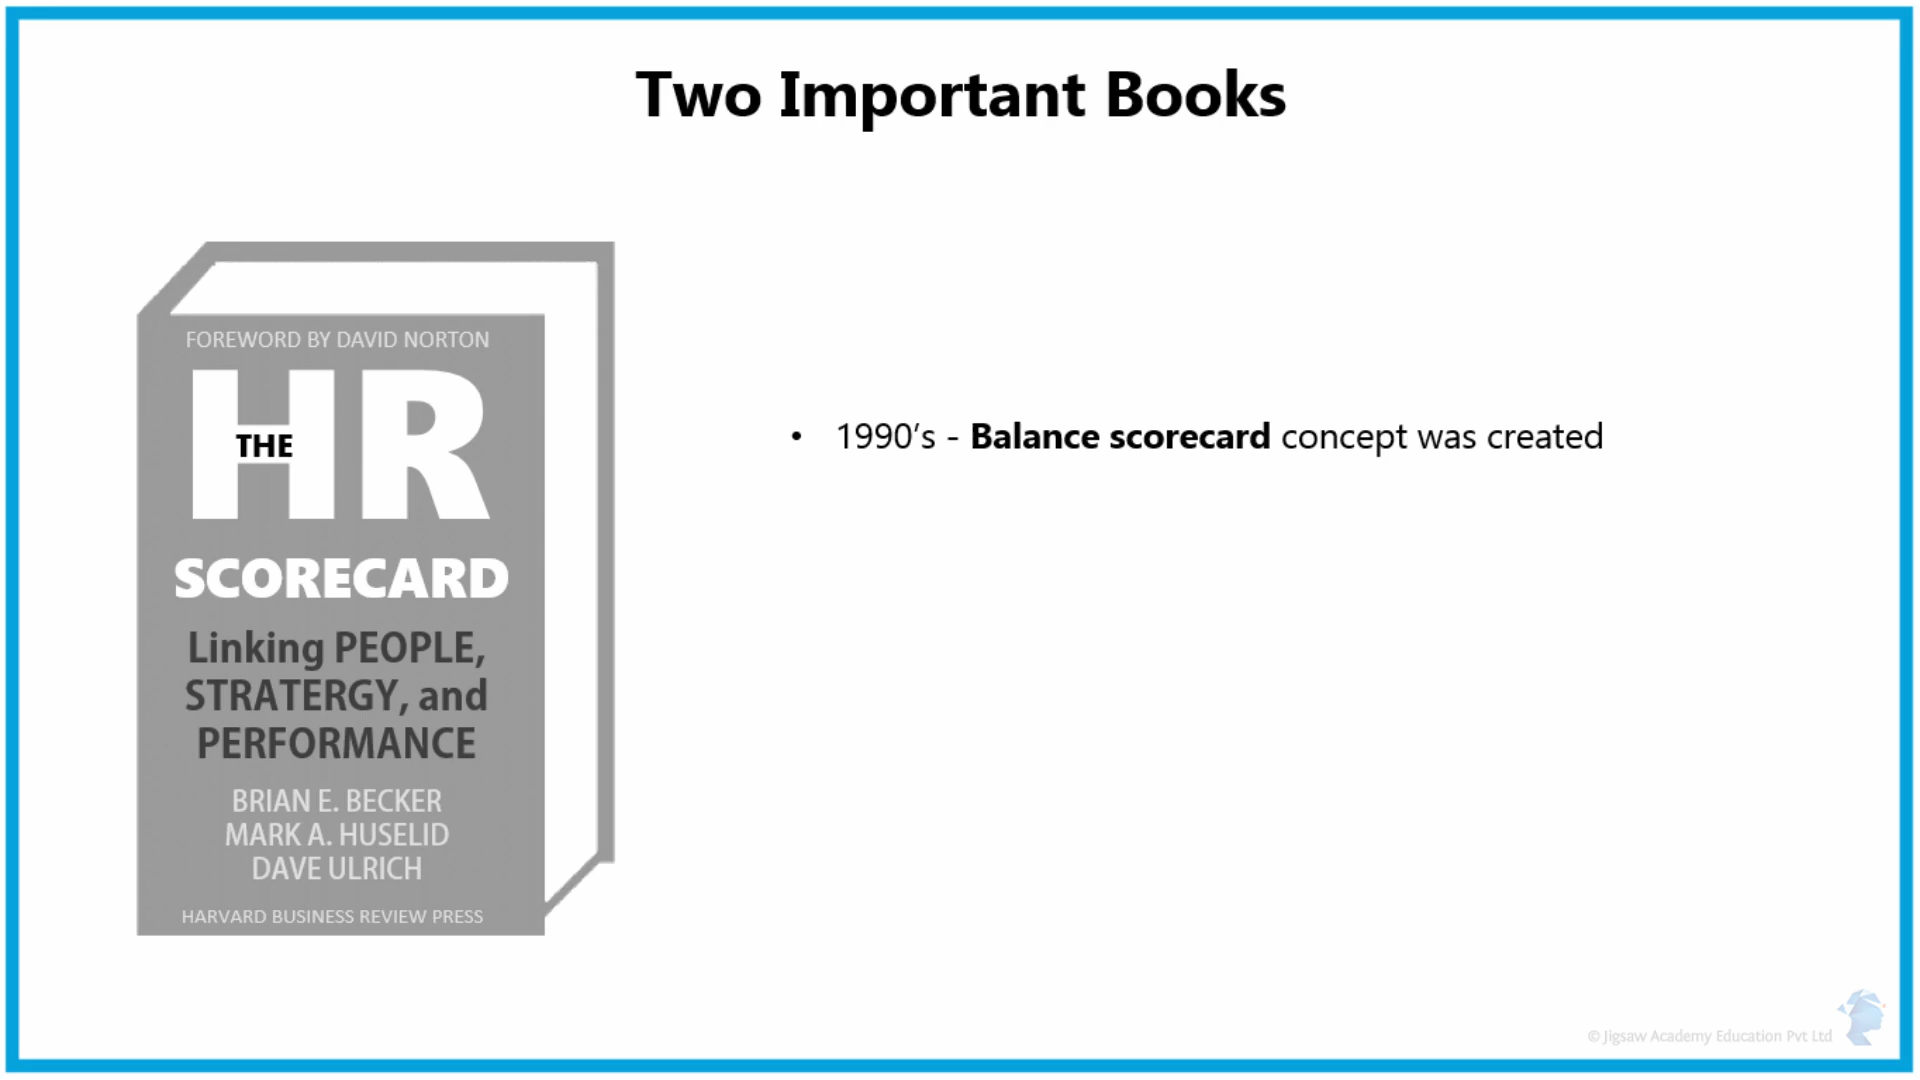 Two Important Books
FOREWORD BY DAVID NORTON
THE
HR
SCORECARD
Linking PEOPLE,
STRATERGY, and
PERFORMANCE
BRIAN E. BECKER
MARK A. HUSELID
DAVE ULRICH
HARVARD BUSINESS REVIEW PRESS
• 1990's - Balance scorecard concept was created
© Jigsaw Academy Education Pvt Ltd